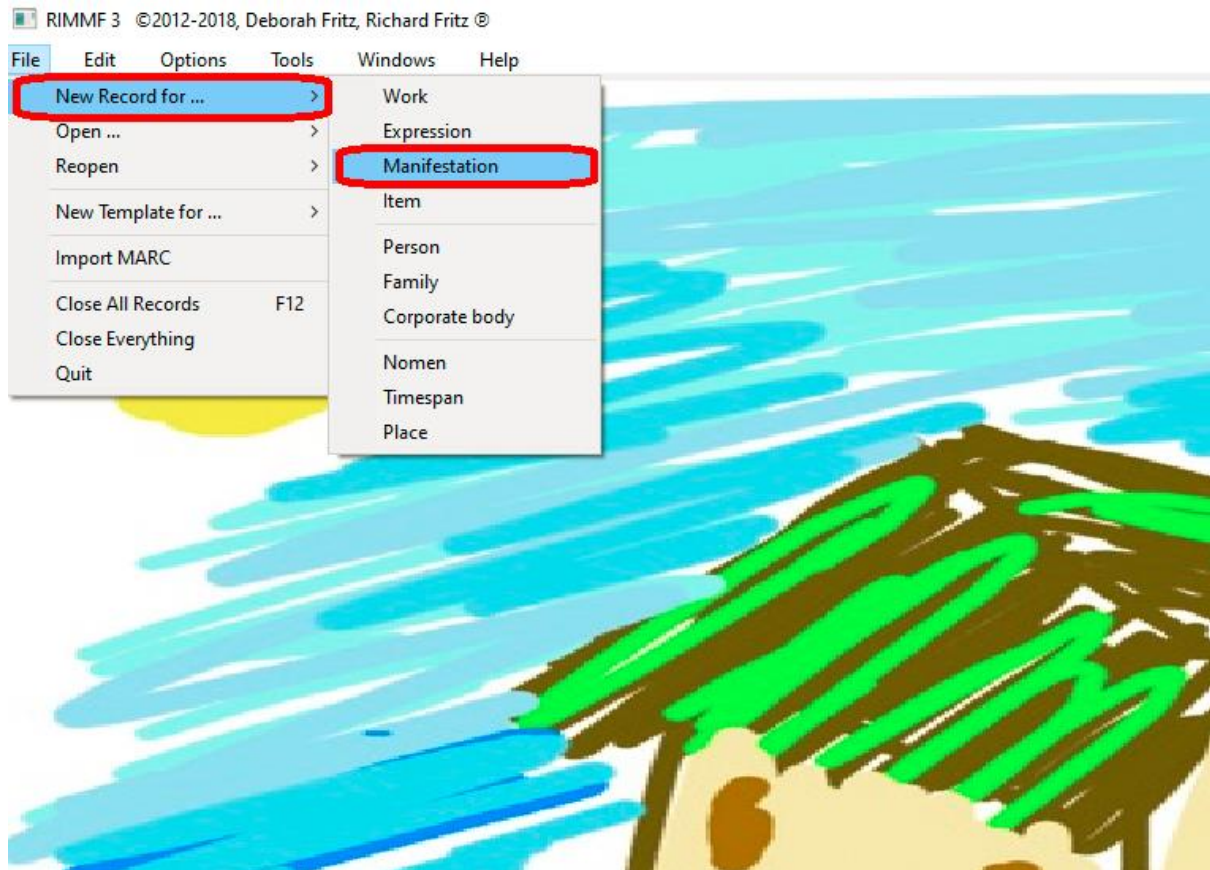 RIMMF 3 ©2012-2018, Deborah Fritz, Richard Fritz ®
File Edit Options Tools Windows Help
New Record for ... >
Open ... >
Reopen >
New Template for ... >
Import MARC
Close All Records F12
Close Everything
Quit
Work
Expression
Manifestation
Item
Person
Family
Corporate body
Nomen
Timespan
Place